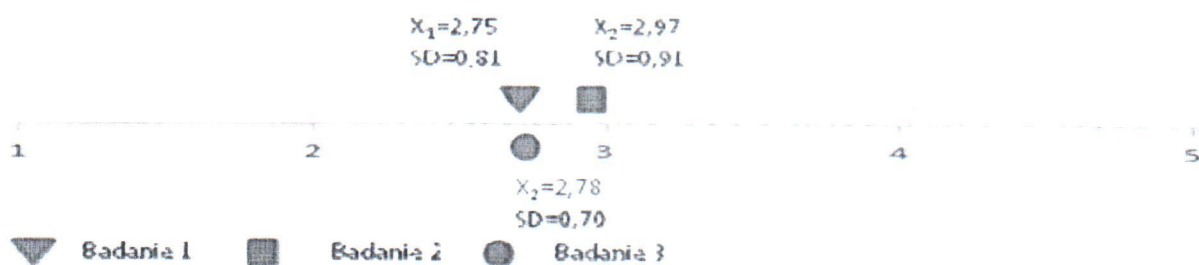 X₁=2,75 X₂=2,97
SD=0,81 SD=0,91
1 2 3 4 5
X₂=2,78
SD=0,70
Badanie 1 Badanie 2 Badanie 3